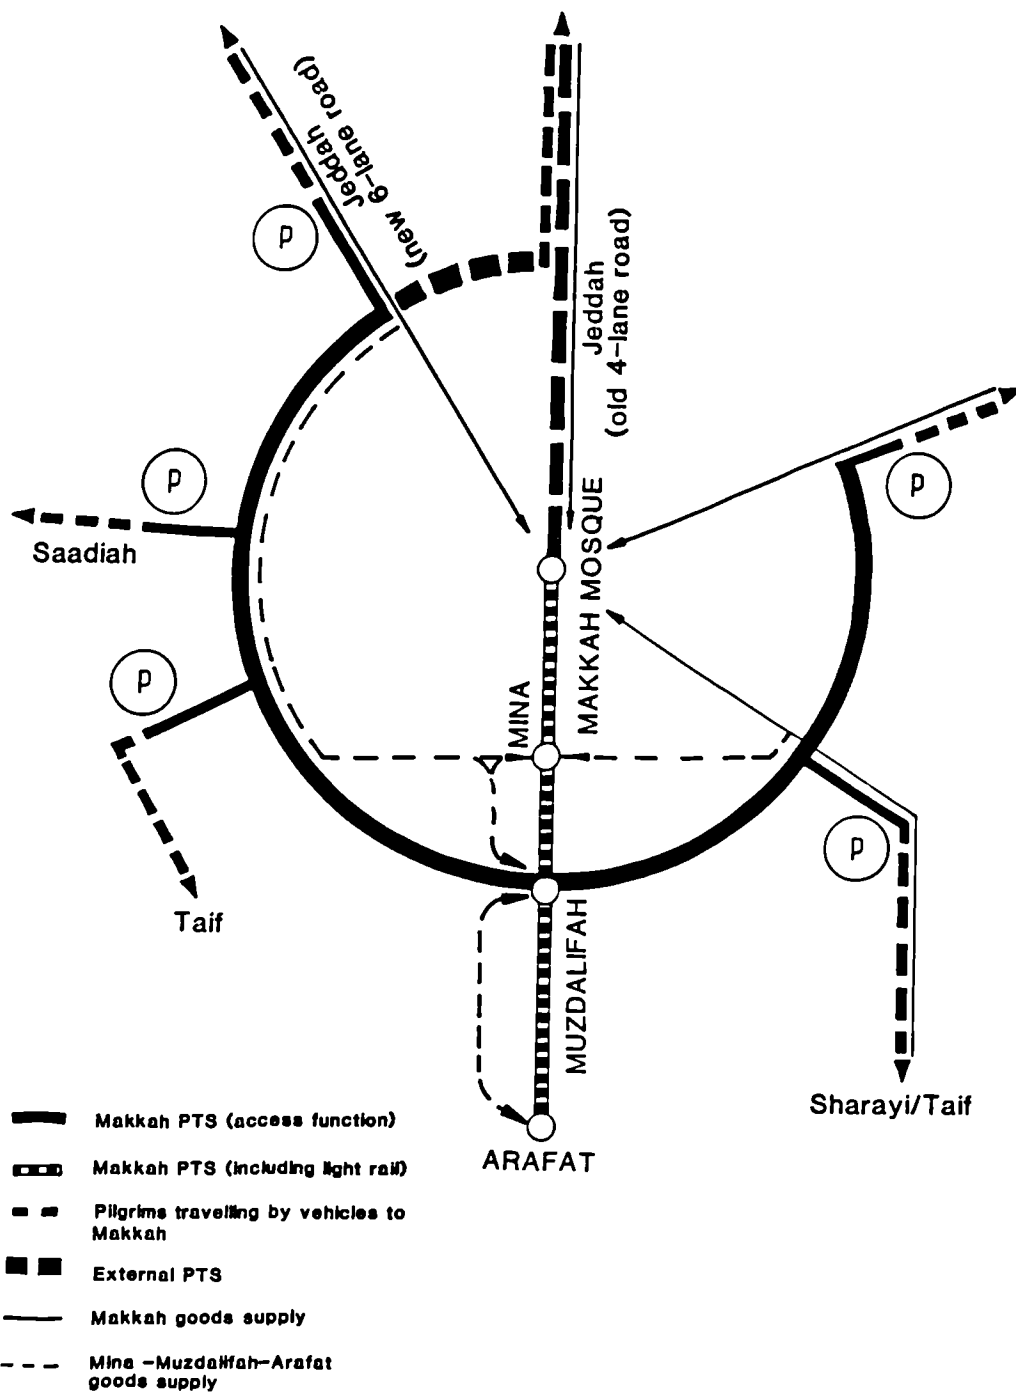 Jeddah
(new 6-lane road)
P
Jeddah
(old 4-lane road)
P
P
Saadiah
MAKKAH MOSQUE
P
MINA
P
Taif
MUZDALIFAH
Sharayi/Taif
ARAFAT
Makkah PTS (access function)
Makkah PTS (including light rail)
Pilgrims travelling by vehicles to
Makkah
External PTS
Makkah goods supply
Mina -Muzdalifah-Arafat
goods supply